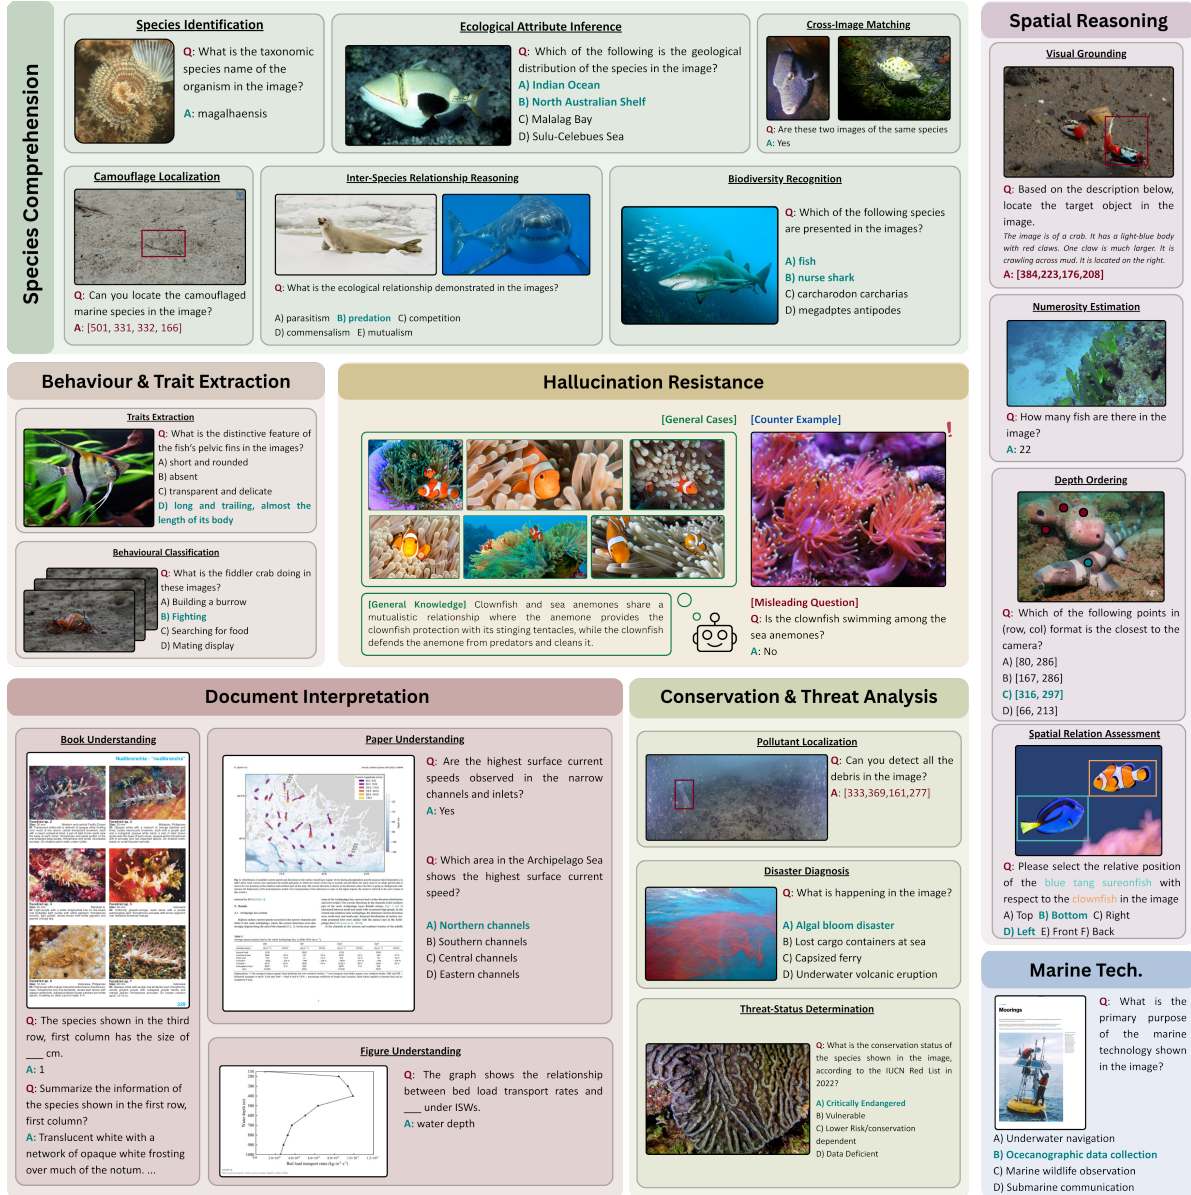 Species Comprehension
Species Identification
Q: What is the taxonomic
species name of the
organism in the image?
A: magalhaensis
Ecological Attribute Inference
Q: Which of the following is the geological
distribution of the species in the image?
A) Indian Ocean
B) North Australian Shelf
C) Malalag Bay
D) Sulu-Celebues Sea
Cross-Image Matching
Q: Are these two images of the same species
A: Yes
Camouflage Localization
Q: Can you locate the camouflaged
marine species in the image?
A: [501, 331, 332, 166]
Inter-Species Relationship Reasoning
Q: What is the ecological relationship demonstrated in the images?
A) parasitism B) predation C) competition
D) commensalism E) mutualism
Biodiversity Recognition
Q: Which of the following species
are presented in the images?
A) fish
B) nurse shark
C) carcharodon carcharias
D) megadptes antipodes
Behaviour & Trait Extraction
Traits Extraction
Q: What is the distinctive feature of
the fish's pelvic fins in the images?
A) short and rounded
B) absent
C) transparent and delicate
D) long and trailing, almost the
length of its body
Behavioural Classification
Q: What is the fiddler crab doing in
these images?
A) Building a burrow
B) Fighting
C) Searching for food
D) Mating display
Hallucination Resistance
[General Cases]
[Counter Example]
!
[General Knowledge] Clownfish and sea anemones share a
mutualistic relationship where the anemone provides the
clownfish protection with its stinging tentacles, while the clownfish
defends the anemone from predators and cleans it.
[Misleading Question]
Q: Is the clownfish swimming among the
sea anemones?
A: No
Document Interpretation
Book Understanding
Nudibranchia - "nudibranchs"
Q: The species shown in the third
row, first column has the size of
___ cm.
A: 1
Q: Summarize the information of
the species shown in the first row,
first column?
A: Translucent white with a
network of opaque white frosting
over much of the notum. ...
Paper Understanding
Q: Are the highest surface current
speeds observed in the narrow
channels and inlets?
A: Yes
Q: Which area in the Archipelago Sea
shows the highest surface current
speed?
A) Northern channels
B) Southern channels
C) Central channels
D) Eastern channels
Figure Understanding
100
200
300
400
500
600
700
800
900
1000
Water depth (m)
Q: The graph shows the relationship
between bed load transport rates and
___ under ISWs.
A: water depth
Conservation & Threat Analysis
Pollutant Localization
Q: Can you detect all the
debris in the image?
A: [333,369,161,277]
Disaster Diagnosis
Q: What is happening in the image?
A) Algal bloom disaster
B) Lost cargo containers at sea
C) Capsized ferry
D) Underwater volcanic eruption
Threat-Status Determination
Q: What is the conservation status of
the species shown in the image,
according to the IUCN Red List in
2022?
A) Critically Endangered
B) Vulnerable
C) Lower Risk/conservation
dependent
D) Data Deficient
Spatial Reasoning
Visual Grounding
Q: Based on the description below,
locate the target object in the
image.
The image is of a crab. It has a light-blue body
with red claws. One claw is much larger. It is
crawling across mud. It is located on the right.
A: [384,223,176,208]
Numerosity Estimation
Q: How many fish are there in the
image?
A: 22
Depth Ordering
Q: Which of the following points in
(row, col) format is the closest to the
camera?
A) [80, 286]
B) [167, 286]
C) [316, 297]
D) [66, 213]
Spatial Relation Assessment
Q: Please select the relative position
of the blue tang sureonfish with
respect to the clownfish in the image
A) Top B) Bottom C) Right
D) Left E) Front F) Back
Marine Tech.
Moorings
Q: What is the
primary purpose
of the marine
technology shown
in the image?
A) Underwater navigation
B) Ocecanographic data collection
C) Marine wildlife observation
D) Submarine communication